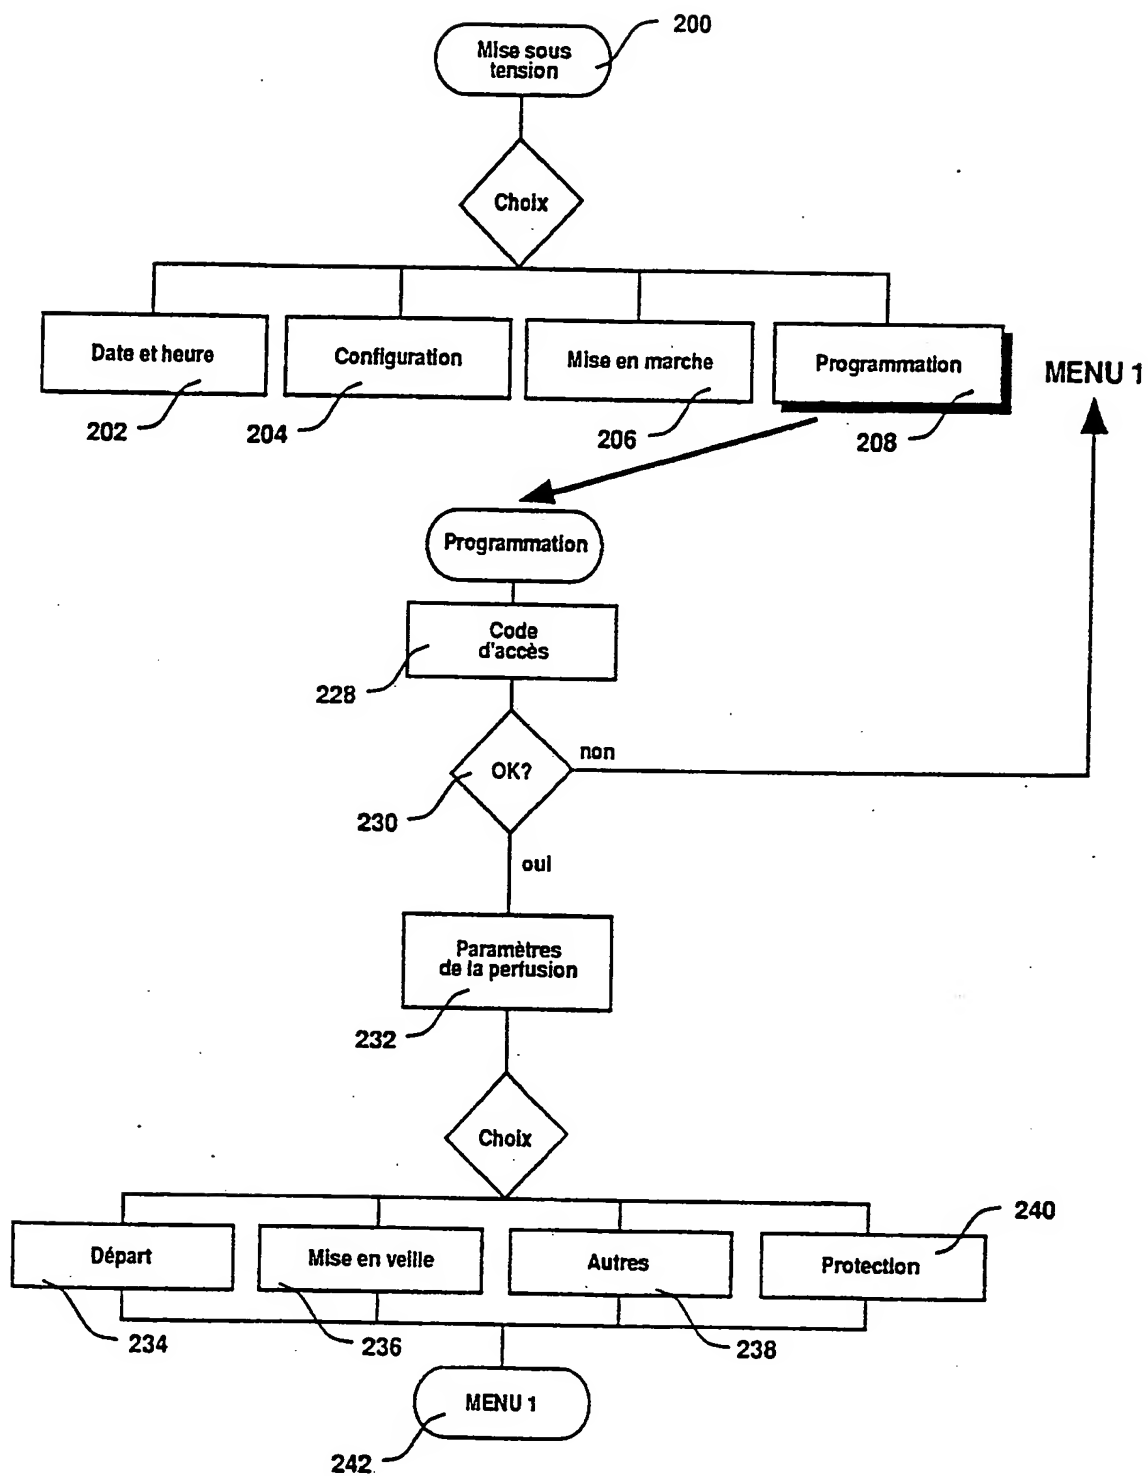 200
Mise sous
tension
Choix
Date et heure
Configuration
Mise en marche
Programmation
MENU 1
202
204
206
208
Programmation
Code
d'accès
228
OK?
non
230
oui
Paramètres
de la perfusion
232
Choix
240
Départ
Mise en veille
Autres
Protection
234
236
238
MENU 1
242